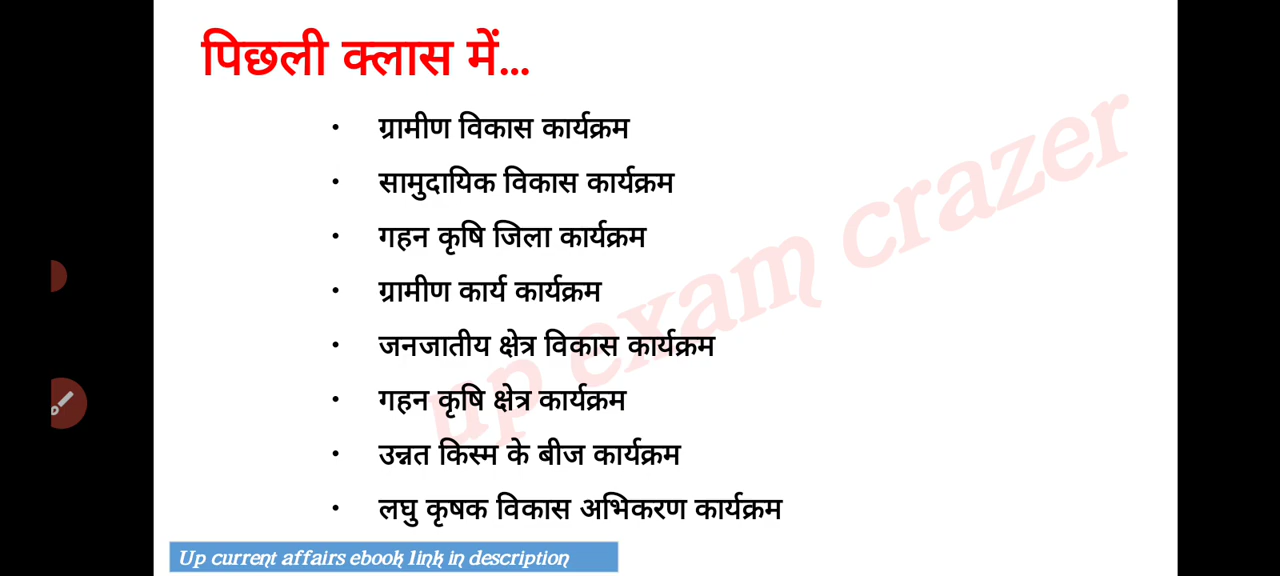 पिछली क्लास में...
• ग्रामीण विकास कार्यक्रम
• सामुदायिक विकास कार्यक्रम
• गहन कृषि जिला कार्यक्रम
• ग्रामीण कार्य कार्यक्रम
• जनजातीय क्षेत्र विकास कार्यक्रम
• गहन कृषि क्षेत्र कार्यक्रम
• उन्नत किस्म के बीज कार्यक्रम
• लघु कृषक विकास अभिकरण कार्यक्रम
up exam crazer
Up current affairs ebook link in description